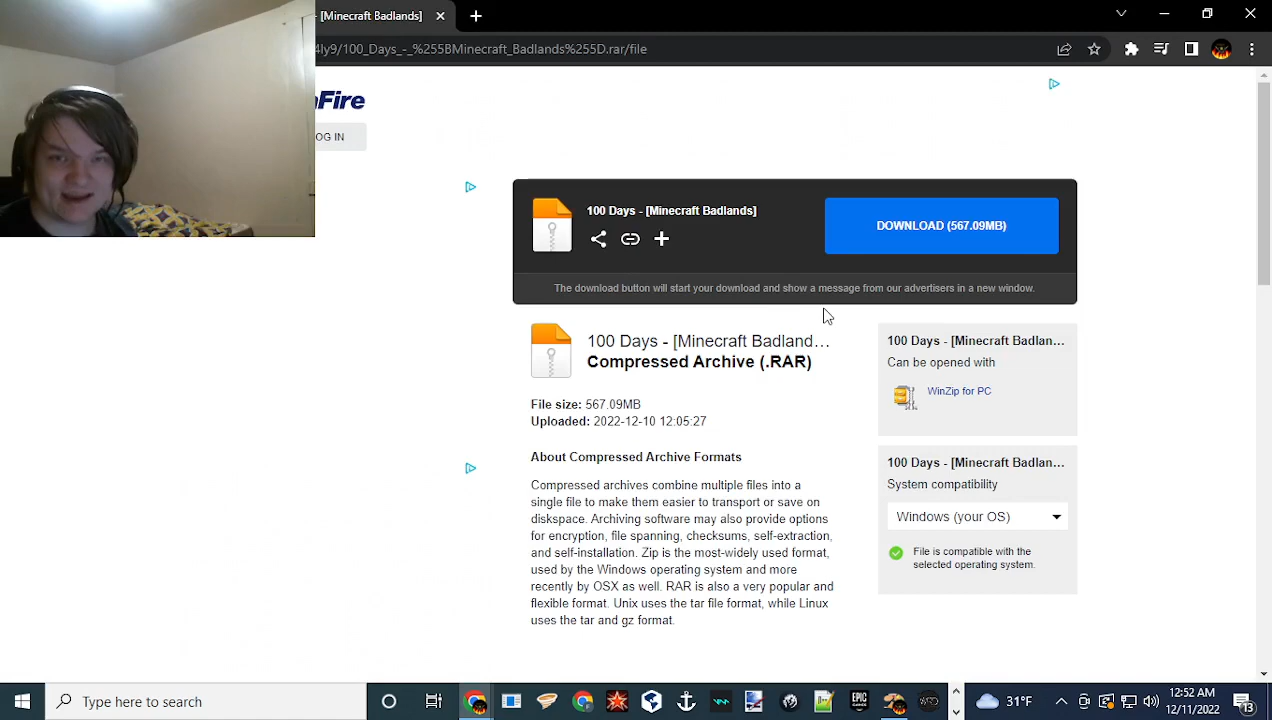 - [Minecraft Badlands]
4ly9/100_Days_-_%255BMinecraft_Badlands%255D.rar/file
Fire
OG IN
100 Days - [Minecraft Badlands]
DOWNLOAD (567.09MB)
The download button will start your download and show a message from our advertisers in a new window.
100 Days - [Minecraft Badland...
Compressed Archive (.RAR)
File size: 567.09MB
Uploaded: 2022-12-10 12:05:27
About Compressed Archive Formats
Compressed archives combine multiple files into a
single file to make them easier to transport or save on
diskspace. Archiving software may also provide options
for encryption, file spanning, checksums, self-extraction,
and self-installation. Zip is the most-widely used format,
used by the Windows operating system and more
recently by OSX as well. RAR is also a very popular and
flexible format. Unix uses the tar file format, while Linux
uses the tar and gz format.
100 Days - [Minecraft Badlan...
Can be opened with
WinZip for PC
100 Days - [Minecraft Badlan...
System compatibility
Windows (your OS)
File is compatible with the
selected operating system.
Type here to search
EPIC
GAMES
31°F
12:52 AM
12/11/2022
13